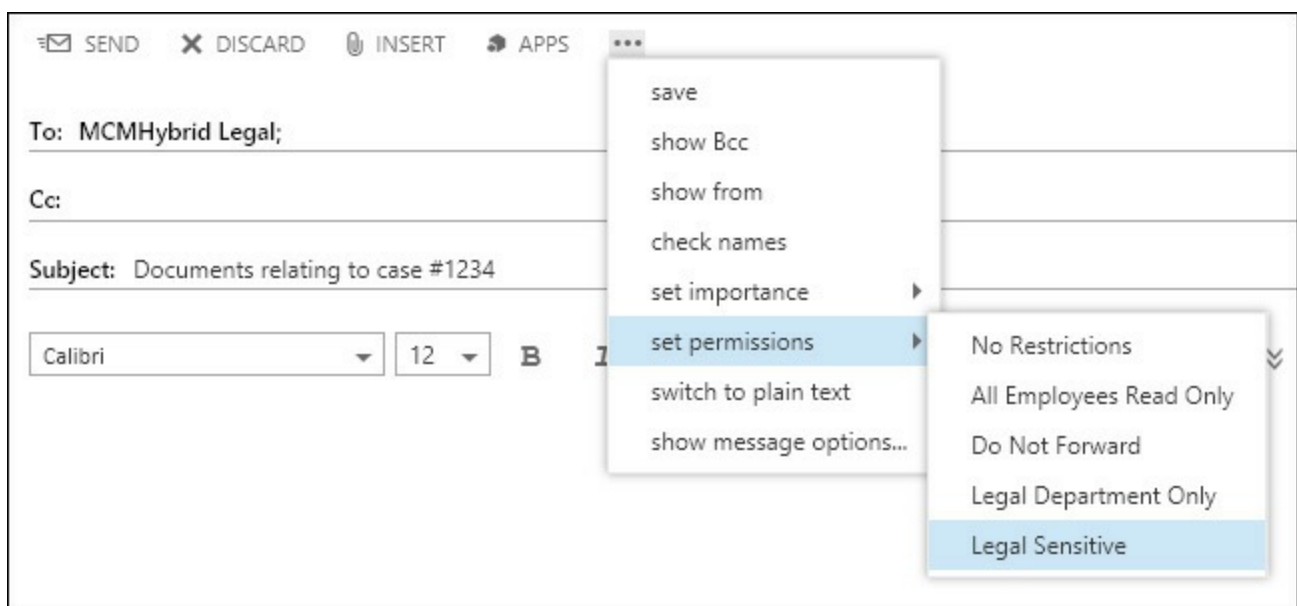 SEND DISCARD INSERT APPS •••
To: MCMHybrid Legal;
Cc:
Subject: Documents relating to case #1234
Calibri 12 B I
save
show Bcc
show from
check names
set importance
set permissions
switch to plain text
show message options...
No Restrictions
All Employees Read Only
Do Not Forward
Legal Department Only
Legal Sensitive